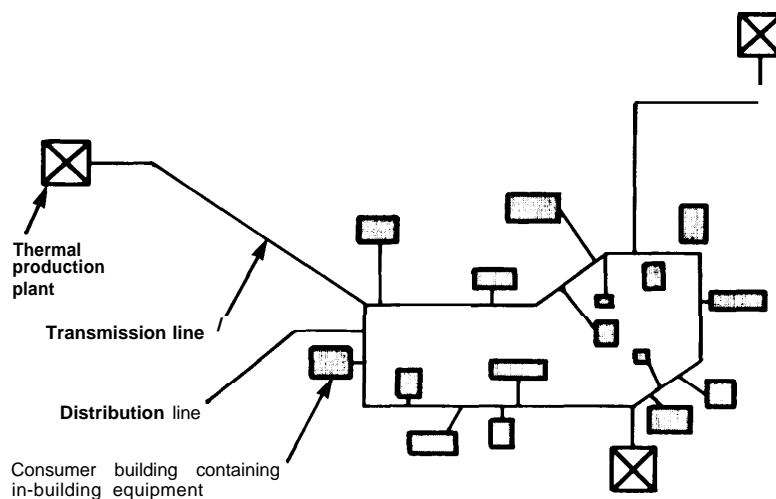 Thermal
production
plant
Transmission line
Distribution line
Consumer building containing
in-building equipment